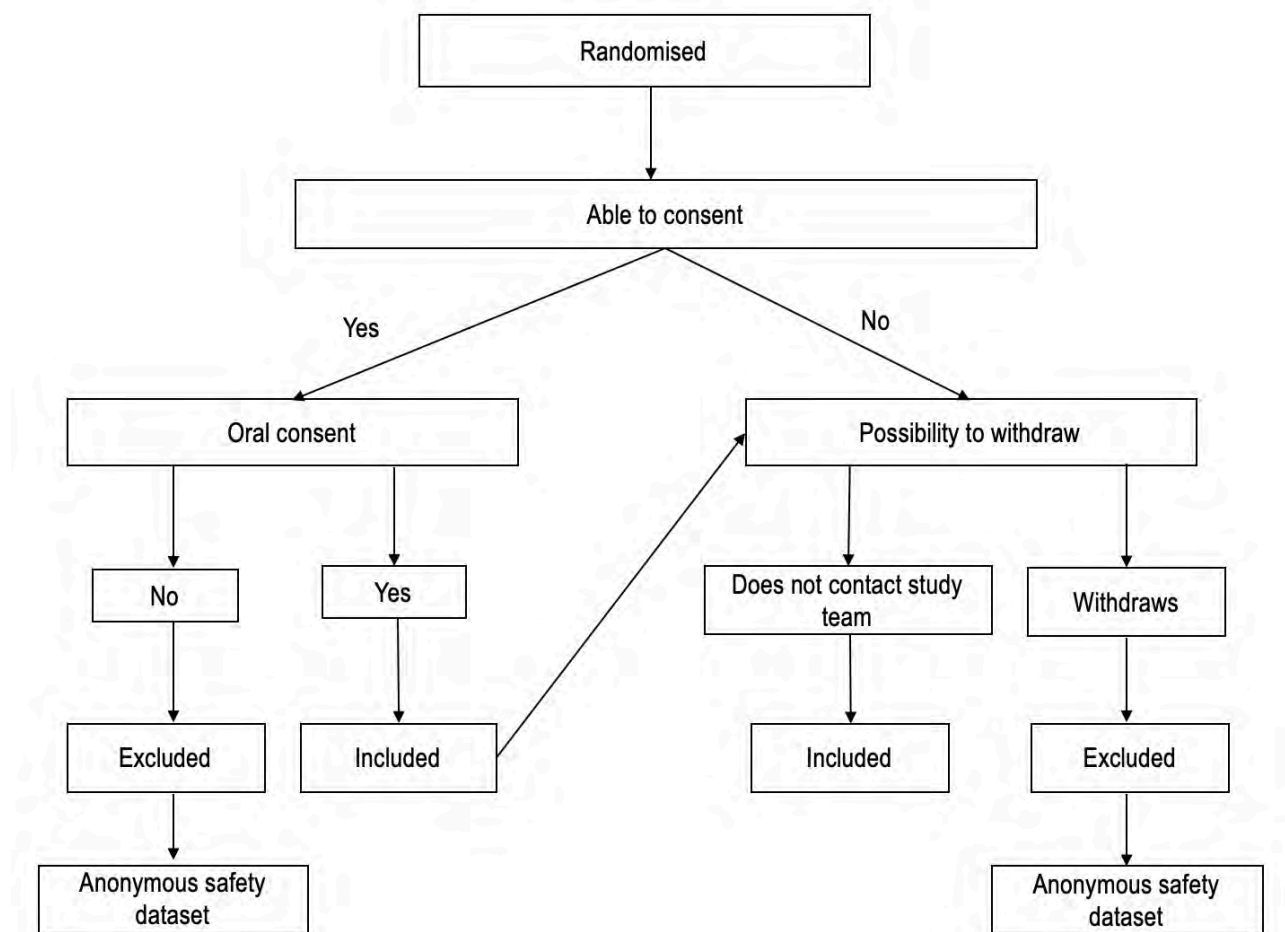 Randomised
Able to consent
Yes
No
Oral consent
Possibility to withdraw
No
Yes
Does not contact study
team
Withdraws
Excluded
Included
Included
Excluded
Anonymous safety
dataset
Anonymous safety
dataset